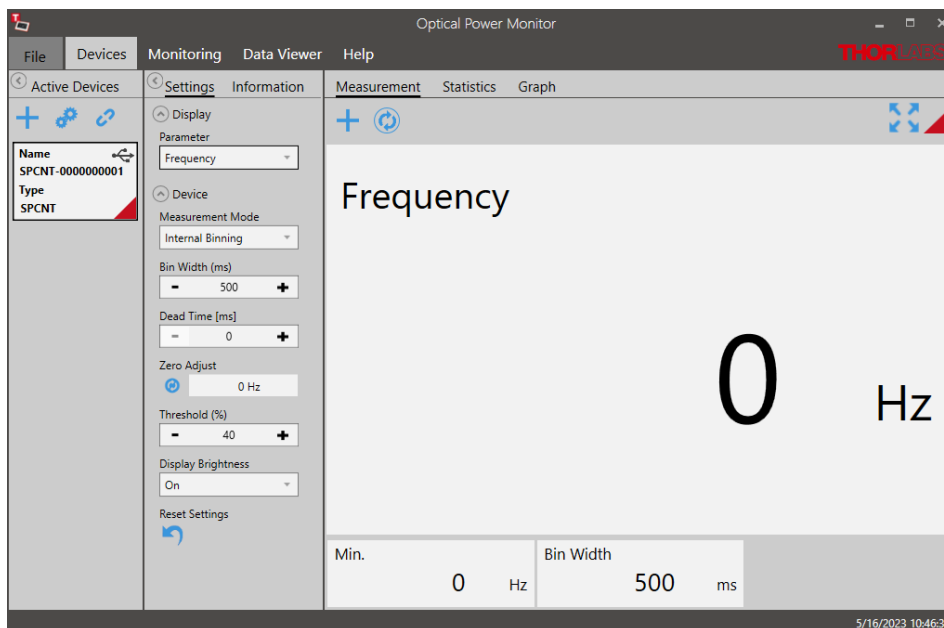 Optical Power Monitor
File Devices Monitoring Data Viewer Help
THORLABS
Active Devices
Name
SPCNT-0000000001
Type
SPCNT
Settings Information
Display
Parameter
Frequency
Device
Measurement Mode
Internal Binning
Bin Width (ms)
- 500 +
Dead Time [ms]
- 0 +
Zero Adjust
0 Hz
Threshold (%)
- 40 +
Display Brightness
On
Reset Settings
Measurement Statistics Graph
Frequency
0 Hz
Min.
0 Hz
Bin Width
500 ms
5/16/2023 10:46:3